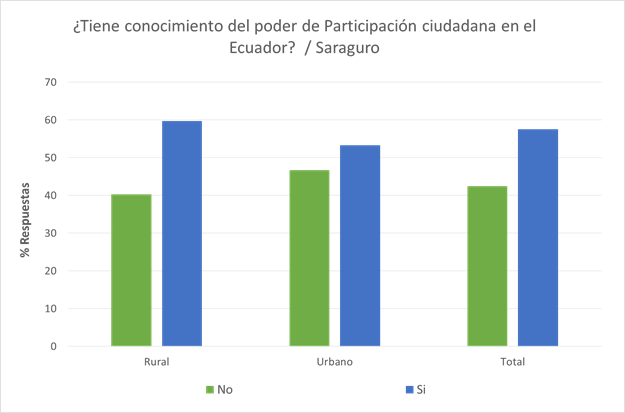 ¿Tiene conocimiento del poder de Participación ciudadana en el
Ecuador?  / Saraguro
70
60
50
40
30
20
10
0
% Respuestas
Rural
Urbano
Total
No
Si